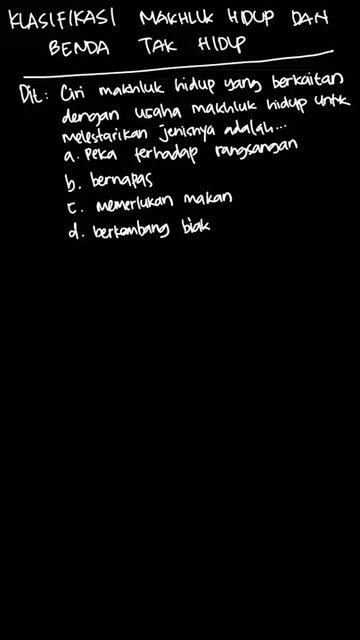 KLASIFIKASI MAKHLUK HIDUP DAN
BENDA TAK HIDUP
Dit: Ciri makhluk hidup yang berkaitan
dengan usaha makhluk hidup untuk
melestarikan jenisnya adalah...
a. Peka terhadap rangsangan
b. bernapas
c. memerlukan makan
d. berkembang biak